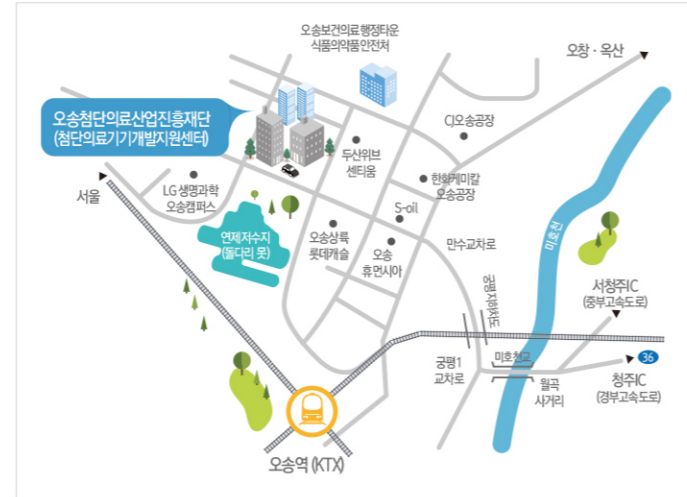 오송보건의료행정타운
식품의약품안전처
오창 · 옥산
오송첨단의료산업진흥재단
(첨단의료기기개발지원센터)
CJ오송공장
두산위브
센티움
한화케미칼
오송공장
서울
LG 생명과학
오송캠퍼스
S-oil
연제저수지
(돌다리 못)
오송상록
롯데캐슬
오송
휴먼시아
만수교차로
미호천
궁평지하차도
서청주IC
(중부고속도로)
궁평1
교차로
미호천교
36
월곡
사거리
청주IC
(경부고속도로)
오송역 (KTX)